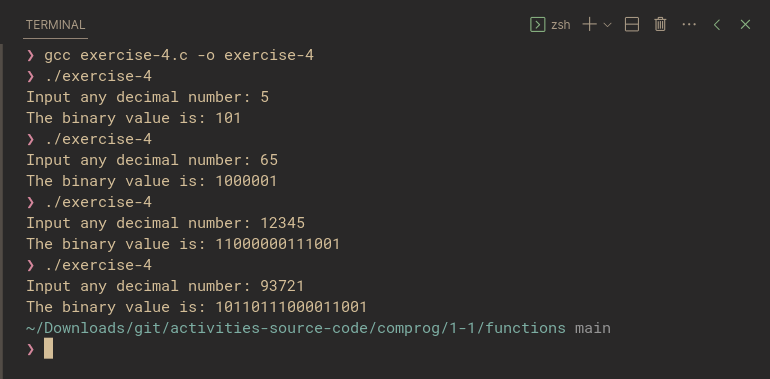 TERMINAL
zsh
❯ gcc exercise-4.c -o exercise-4
❯ ./exercise-4
Input any decimal number: 5
The binary value is: 101
❯ ./exercise-4
Input any decimal number: 65
The binary value is: 1000001
❯ ./exercise-4
Input any decimal number: 12345
The binary value is: 11000000111001
❯ ./exercise-4
Input any decimal number: 93721
The binary value is: 10110111000011001
~/Downloads/git/activities-source-code/comprog/1-1/functions main
❯